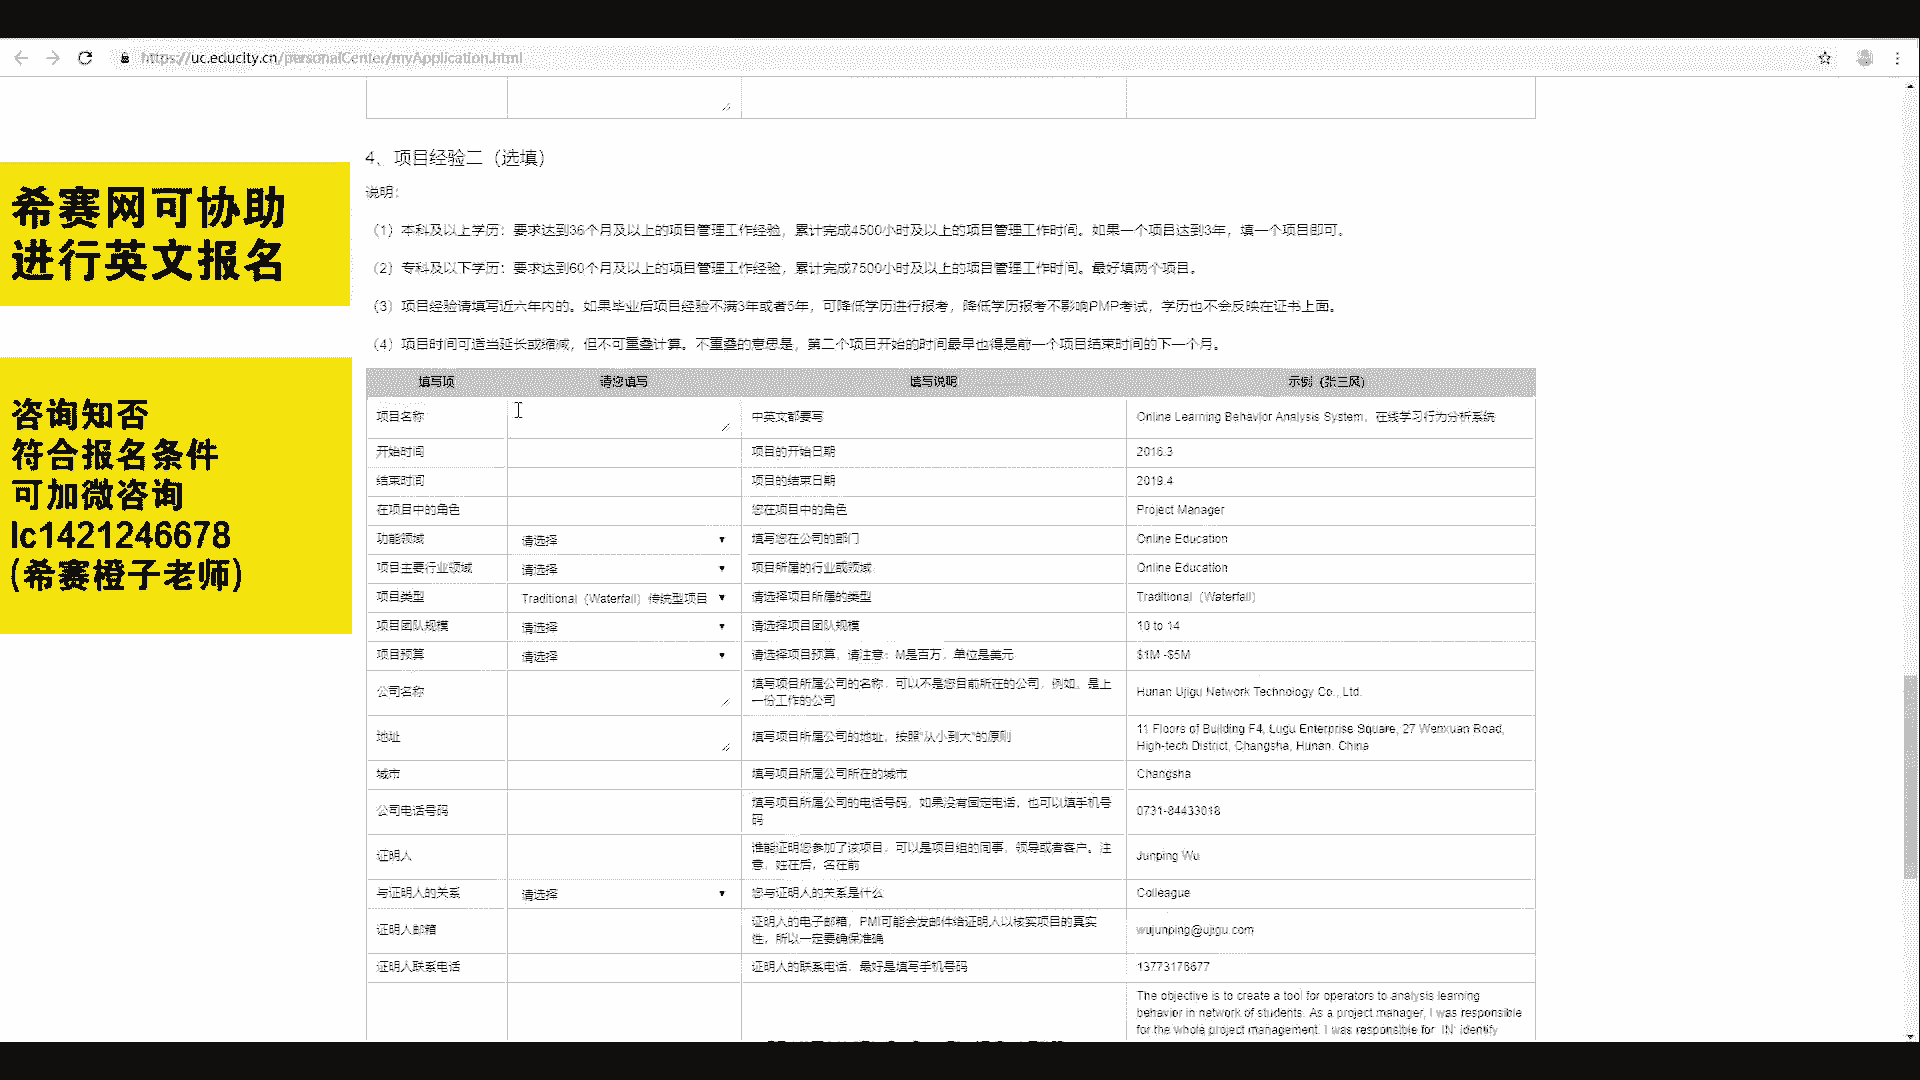 https://uc.educity.cn/personalCenter/myApplication.html
希赛网可协助
进行英文报名
咨询知否
符合报名条件
可加微咨询
lc1421246678
(希赛橙子老师)
4、项目经验二（选填）
说明：
（1）本科及以上学历：要求达到36个月及以上的项目管理工作经验，累计完成4500小时及以上的项目管理工作时间。如果一个项目达到3年，填一个项目即可。
（2）专科及以下学历：要求达到60个月及以上的项目管理工作经验，累计完成7500小时及以上的项目管理工作时间。最好填两个项目。
（3）项目经验请填写近六年内的。如果毕业后项目经验不满3年或者5年，可降低学历进行报考，降低学历报考不影响PMP考试，学历也不会反映在证书上面。
（4）项目时间可适当延长或缩减，但不可重叠计算。不重叠的意思是，第二个项目开始的时间最早也得是前一个项目结束时间的下一个月。
填写项 请您填写 填写说明 示例（张三风）
项目名称 中英文都要写 Online Learning Behavior Analysis System，在线学习行为分析系统
开始时间 项目的开始日期 2016.3
结束时间 项目的结束日期 2019.4
在项目中的角色 您在项目中的角色 Project Manager
功能领域 请选择 填写您在公司的部门 Online Education
项目主要行业领域 请选择 项目所属的行业或领域 Online Education
项目类型 Traditional（Waterfall）传统型项目 请选择项目所属的类型 Traditional（Waterfall）
项目团队规模 请选择 请选择项目团队规模 10 to 14
项目预算 请选择 请选择项目预算，请注意：M是百万，单位是美元 $1M -$5M
公司名称 填写项目所属公司的名称，可以不是您目前所在的公司，例如，是上
一份工作的公司 Hunan Ujigu Network Technology Co., Ltd.
地址 填写项目所属公司的地址，按照“从小到大”的原则 11 Floors of Building F4, Lugu Enterprise Square, 27 Wenxuan Road,
High-tech District, Changsha, Hunan, China
城市 填写项目所属公司所在的城市 Changsha
公司电话号码 填写项目所属公司的电话号码，如果没有固定电话，也可以填手机号
码 0731-84433018
证明人 谁能证明您参加了该项目，可以是项目组的同事，领导或者客户。注
意，姓在后，名在前 Junping Wu
与证明人的关系 请选择 您与证明人的关系是什么 Colleague
证明人邮箱 证明人的电子邮箱，PMI可能会发邮件给证明人以核实项目的真实
性，所以一定要确保准确 wujunping@ujigu.com
证明人联系电话 证明人的联系电话，最好是填写手机号码 13773178677
The objective is to create a tool for operators to analysis learning
behavior in network of students. As a project manager, I was responsible
for the whole project management. I was responsible for IN: identify